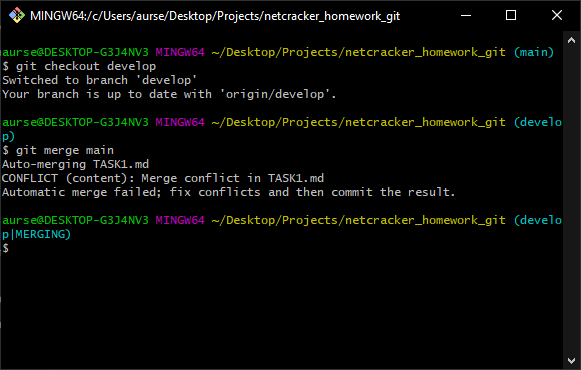 MINGW64:/c/Users/aurse/Desktop/Projects/netcracker_homework_git
aurse@DESKTOP-G3J4NV3 MINGW64 ~/Desktop/Projects/netcracker_homework_git (main)
$ git checkout develop
Switched to branch 'develop'
Your branch is up to date with 'origin/develop'.
aurse@DESKTOP-G3J4NV3 MINGW64 ~/Desktop/Projects/netcracker_homework_git (develo
p)
$ git merge main
Auto-merging TASK1.md
CONFLICT (content): Merge conflict in TASK1.md
Automatic merge failed; fix conflicts and then commit the result.
aurse@DESKTOP-G3J4NV3 MINGW64 ~/Desktop/Projects/netcracker_homework_git (develo
p|MERGING)
$